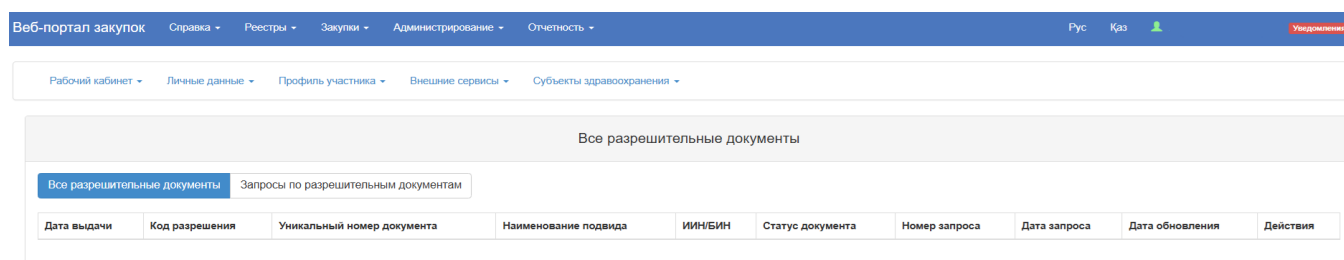 Веб-портал закупок Справка Реестры Закупки Администрирование Отчетность Рус Қаз Уведомления
Рабочий кабинет Личные данные Профиль участника Внешние сервисы Субъекты здравоохранения
Все разрешительные документы
Все разрешительные документы Запросы по разрешительным документам
Дата выдачи Код разрешения Уникальный номер документа Наименование подвида ИИН/БИН Статус документа Номер запроса Дата запроса Дата обновления Действия